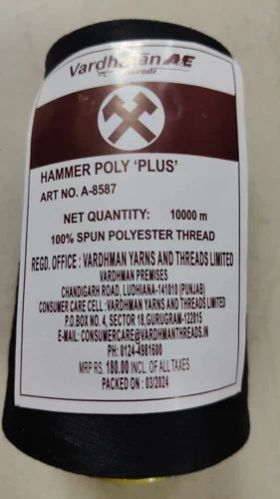 Vardhaman A&E
HAMMER POLY 'PLUS'
ART NO. A-8587
NET QUANTITY: 10000 m
100% SPUN POLYESTER THREAD
REGD. OFFICE : VARDHMAN YARNS AND THREADS LIMITED
VARDHMAN PREMISES
CHANDIGARH ROAD, LUDHIANA-141010 (PUNJAB)
CONSUMER CARE CELL :VARDHMAN YARNS AND THREADS LIMITED
P.O.BOX NO. 4, SECTOR 18,GURUGRAM-122015
E-MAIL: CONSUMERCARE@VARDHMANTHREADS.IN
PH: 0124-4981600
MRP RS. 180.00 INCL. OF ALL TAXES
PACKED ON : 03/2024